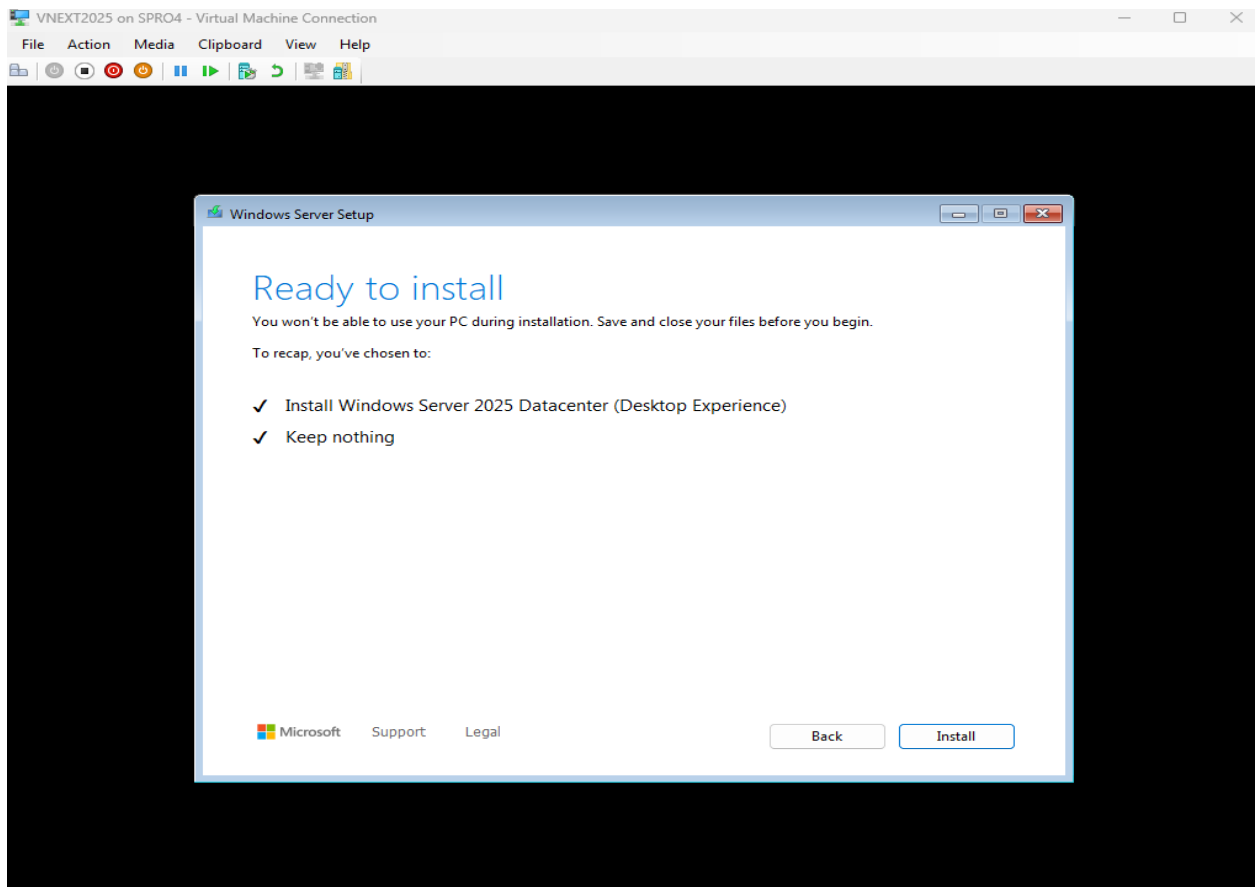 VNEXT2025 on SPRO4 - Virtual Machine Connection
File Action Media Clipboard View Help
Windows Server Setup
Ready to install
You won't be able to use your PC during installation. Save and close your files before you begin.
To recap, you've chosen to:
Install Windows Server 2025 Datacenter (Desktop Experience)
Keep nothing
Microsoft Support Legal
Back Install